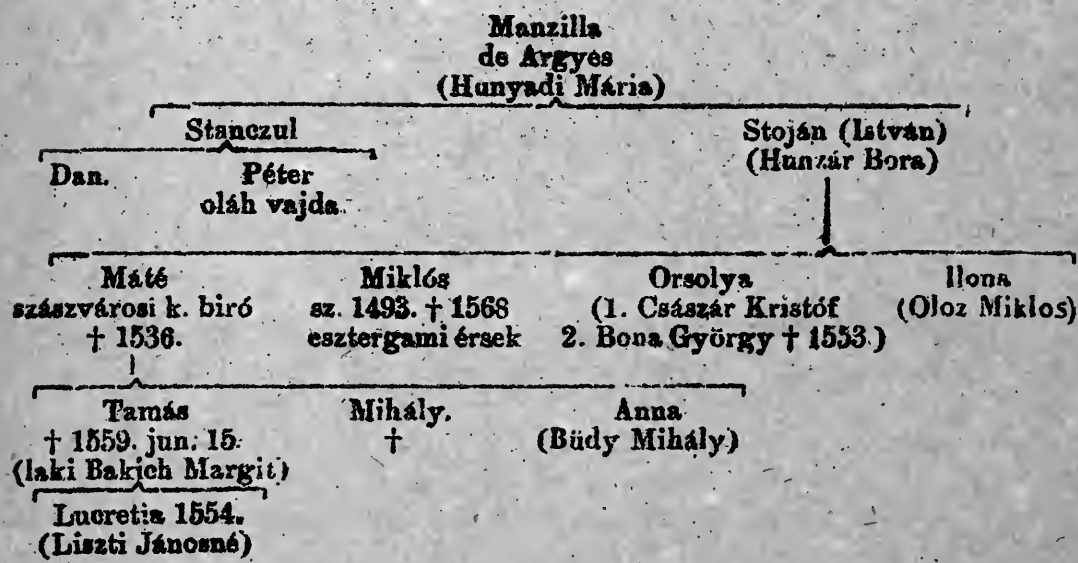 Manzilla
de Argyes
(Hunyadi Mária)
Stanczul
Stoján (István)
(Hunzár Bora)
Dan.
Péter
oláh vajda
Máté
szászvárosi k. biró
† 1536.
Miklós
sz. 1493. † 1568
esztergami érsek
Orsolya
(1. Császár Kristóf
2. Bona György † 1553.)
Ilona
(Oloz Miklos)
Tamás
† 1559. jun. 15.
(laki Bakich Margit)
Mihály.
†
Anna
(Büdy Mihály.)
Lucretia 1554.
(Liszti Jánosné)